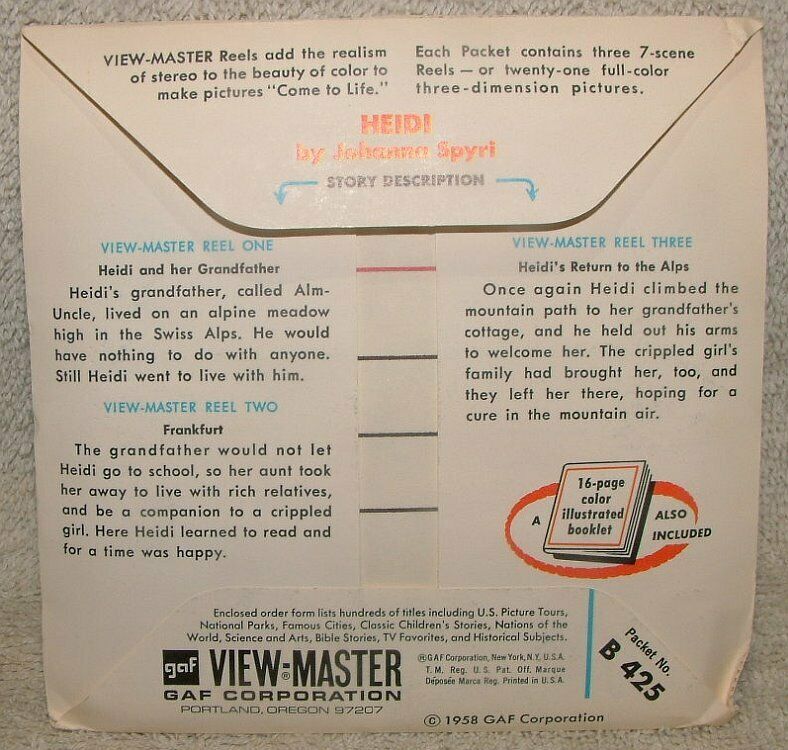 VIEW-MASTER Reels add the realism
of stereo to the beauty of color to
make pictures "Come to Life."
Each Packet contains three 7-scene
Reels — or twenty-one full-color
three-dimension pictures.
HEIDI
by Johanna Spyri
STORY DESCRIPTION
VIEW-MASTER REEL ONE
Heidi and her Grandfather
Heidi's grandfather, called Alm-
Uncle, lived on an alpine meadow
high in the Swiss Alps. He would
have nothing to do with anyone.
Still Heidi went to live with him.
VIEW-MASTER REEL TWO
Frankfurt
The grandfather would not let
Heidi go to school, so her aunt took
her away to live with rich relatives,
and be a companion to a crippled
girl. Here Heidi learned to read and
for a time was happy.
VIEW-MASTER REEL THREE
Heidi's Return to the Alps
Once again Heidi climbed the
mountain path to her grandfather's
cottage, and he held out his arms
to welcome her. The crippled girl's
family had brought her, too, and
they left her there, hoping for a
cure in the mountain air.
A
16-page
color
illustrated
booklet
ALSO
INCLUDED
Enclosed order form lists hundreds of titles including U.S. Picture Tours,
National Parks, Famous Cities, Classic Children's Stories, Nations of the
World, Science and Arts, Bible Stories, TV Favorites, and Historical Subjects.
gaf VIEW-MASTER®
GAF CORPORATION
PORTLAND, OREGON 97207
® GAF Corporation, New York, N.Y. U.S.A.
T. M. Reg. U. S. Pat. Off. Marque
Déposée Marca Reg. Printed in U. S. A.
© 1958 GAF Corporation
Packet No.
B 425